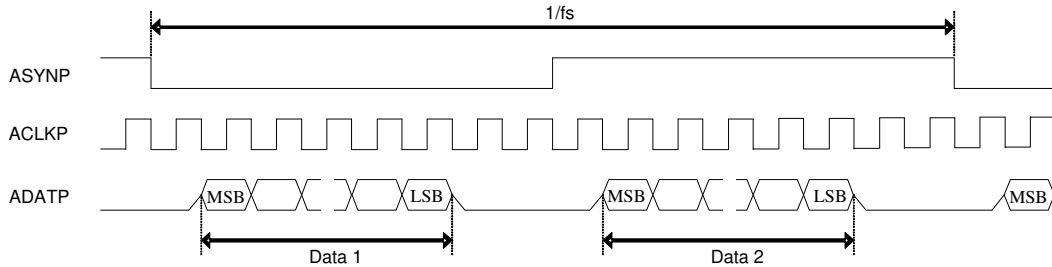 1/fs
ASYNP
ACLKP
ADATP
MSB LSB MSB LSB MSB
Data 1 Data 2